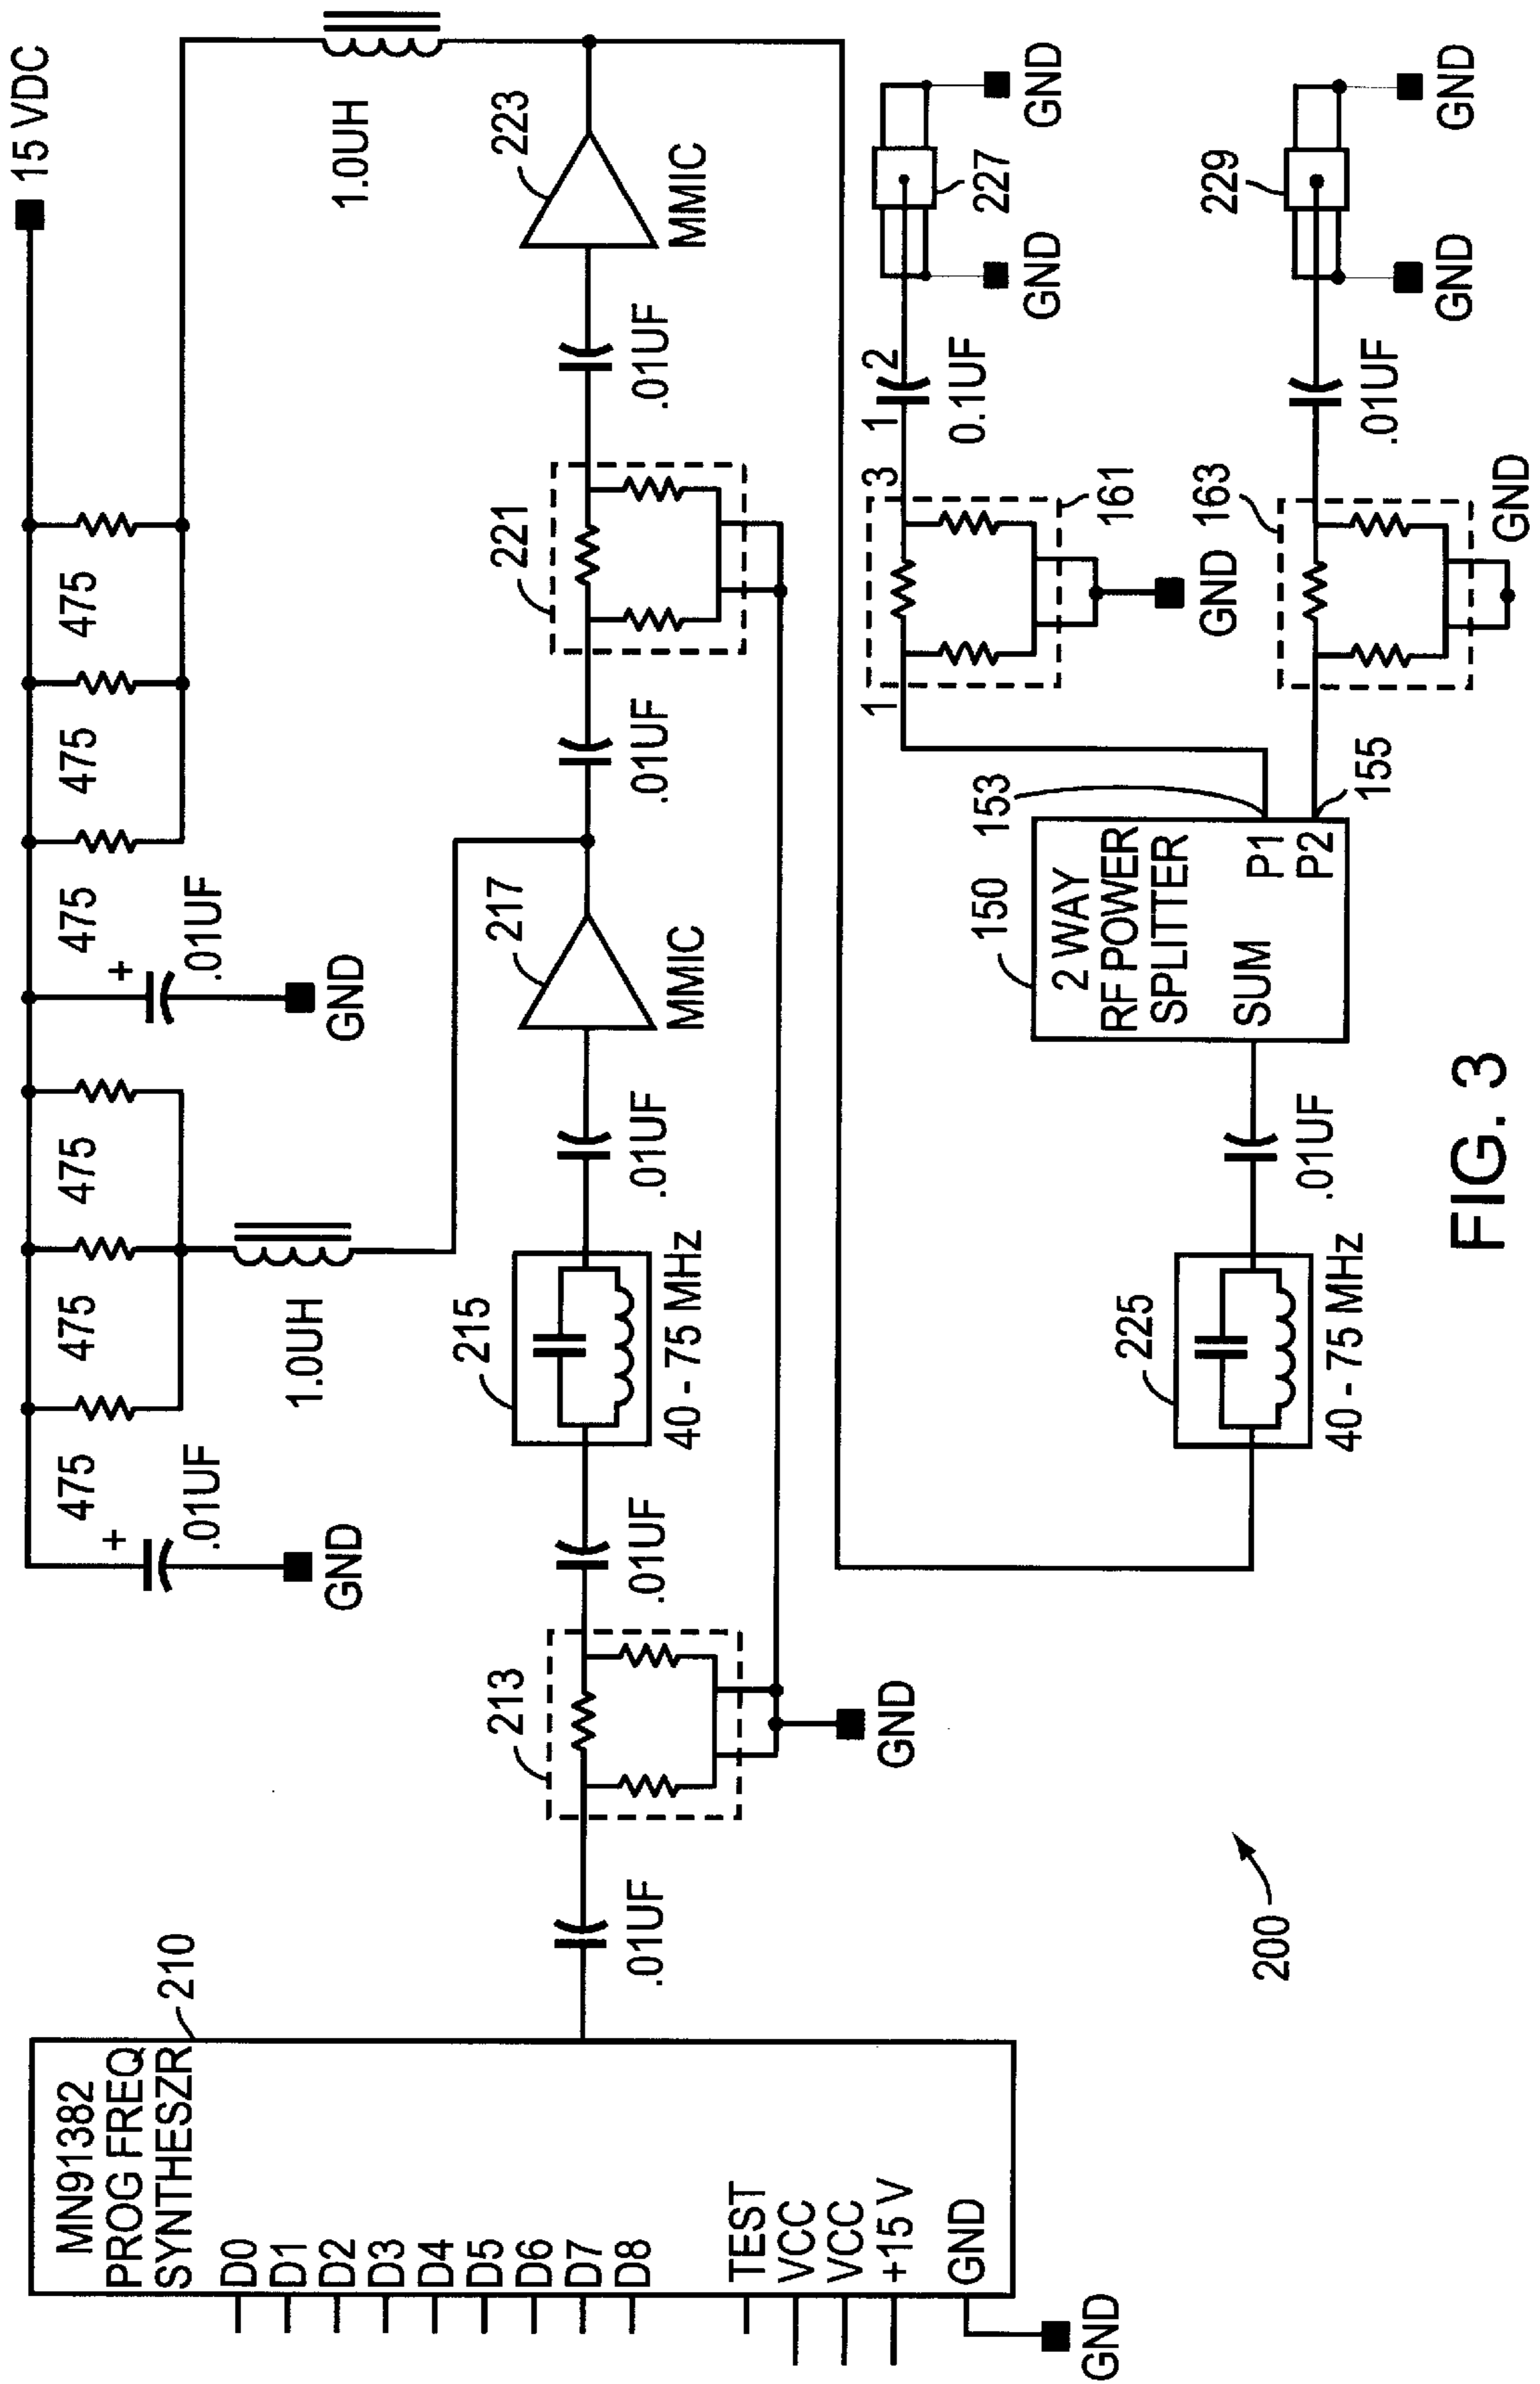 15 VDC
475
475
475
475
475
475
+
.01UF
GND
+
.01UF
GND
1.0UH
1.0UH
MN91382
PROG FREQ
SYNTHESZR
210
D0
D1
D2
D3
D4
D5
D6
D7
D8
TEST
VCC
VCC
+15 V
GND
GND
.01UF
213
GND
.01UF
215
40 - 75 MHz
.01UF
217
MMIC
.01UF
221
.01UF
223
MMIC
225
40 - 75 MHz
.01UF
150
2 WAY
RF POWER
SPLITTER
SUM
P1
P2
153
155
1
3
161
GND
1
2
0.1UF
227
GND
GND
163
GND
.01UF
229
GND
GND
200
FIG. 3